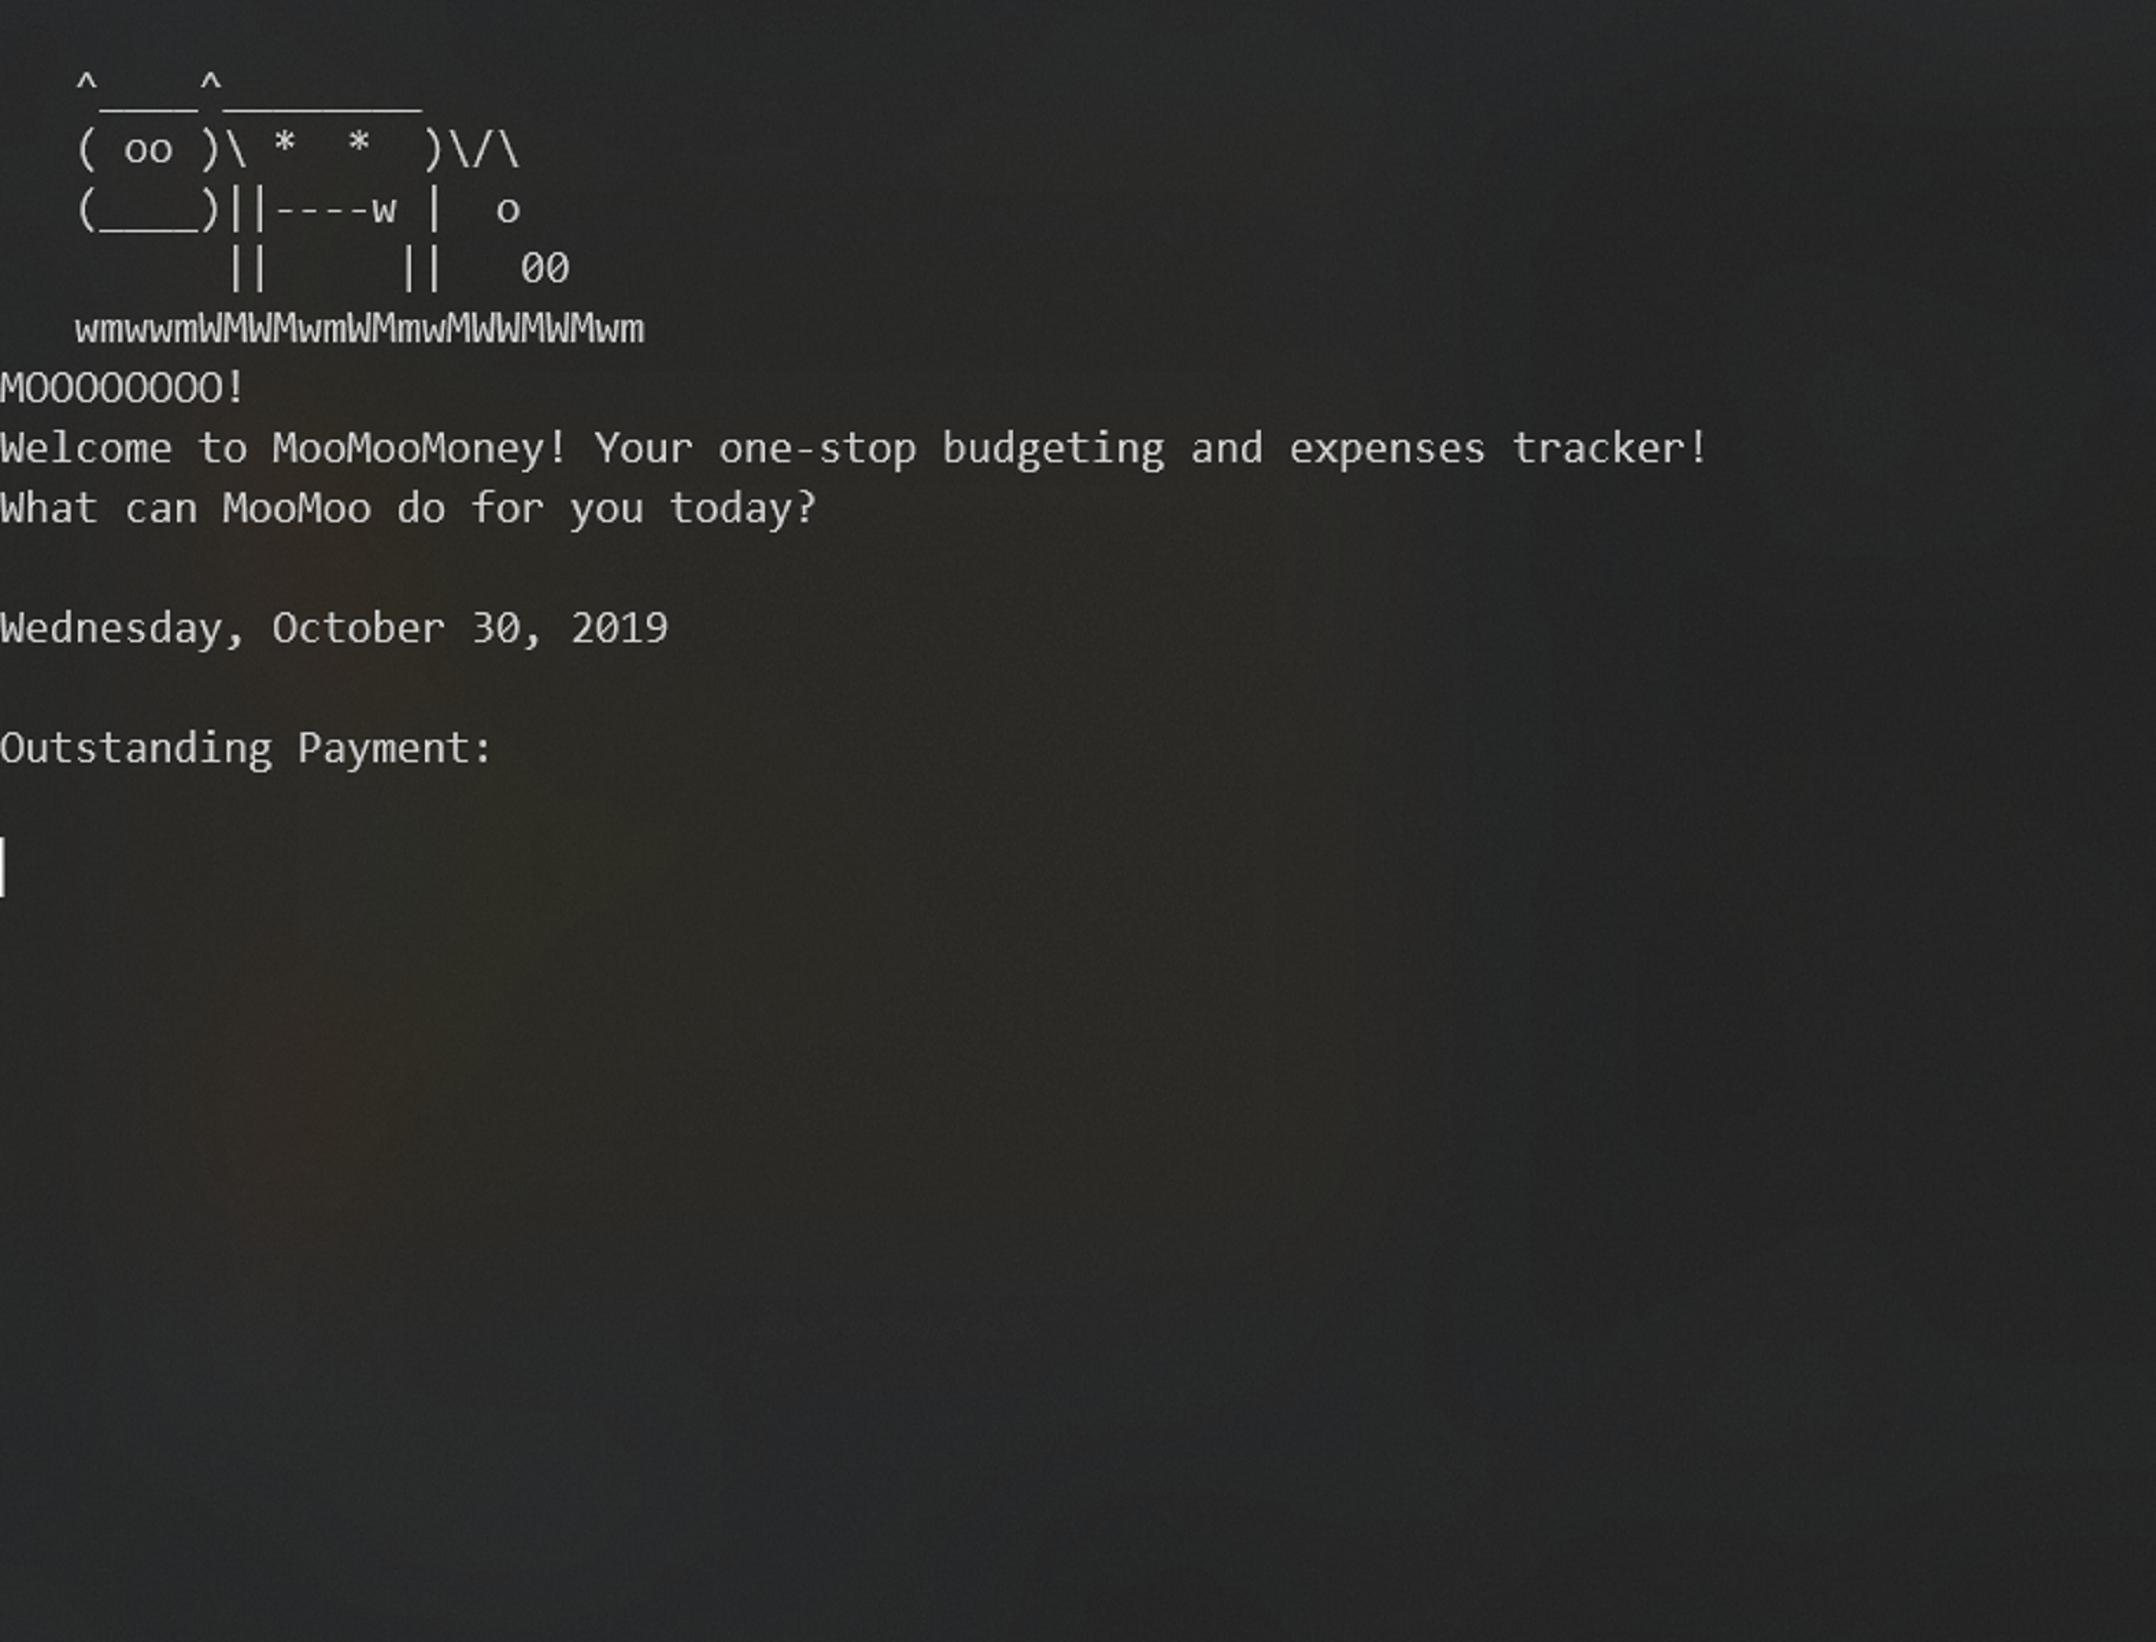 ^____^________
   ( oo )\ *  *  )\/\
   (____)||----w |  o
         ||     ||   00
   wmwwmWMWMwmWMmwMWWMWMwm
MOOOOOOOO!
Welcome to MooMooMoney! Your one-stop budgeting and expenses tracker!
What can MooMoo do for you today?
Wednesday, October 30, 2019
Outstanding Payment: